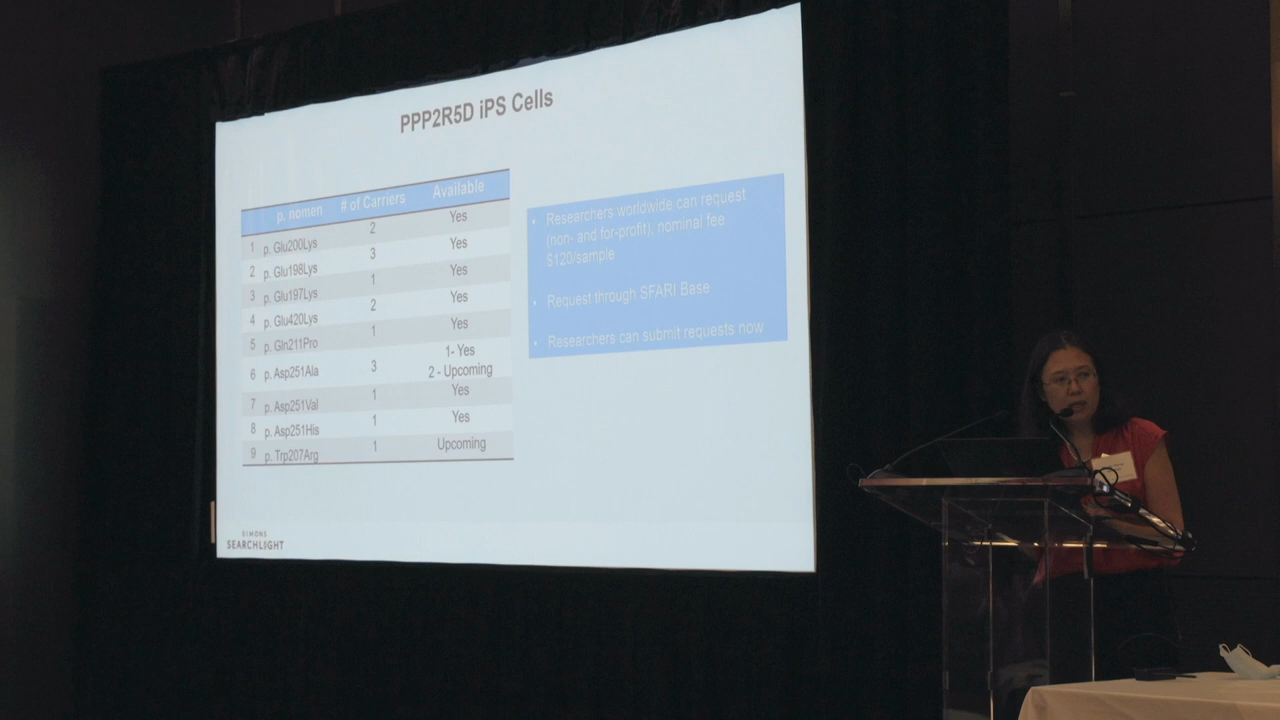 PPP2R5D iPS Cells
p. nomen # of Carriers Available
1 p. Glu200Lys 2 Yes
2 p. Glu198Lys 3 Yes
3 p. Glu197Lys 1 Yes
4 p. Glu420Lys 2 Yes
5 p. Gln211Pro 1 Yes
6 p. Asp251Ala 3 1- Yes
2 - Upcoming
7 p. Asp251Val 1 Yes
8 p. Asp251His 1 Yes
9 p. Trp207Arg 1 Upcoming
• Researchers worldwide can request
(non- and for-profit), nominal fee
$120/sample
• Request through SFARI Base
• Researchers can submit requests now
SIMONS
SEARCHLIGHT